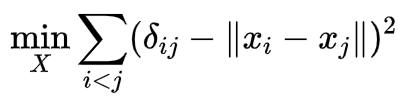 min_X ∑_{i<j} (δ_{ij} − ‖x_i − x_j‖)²